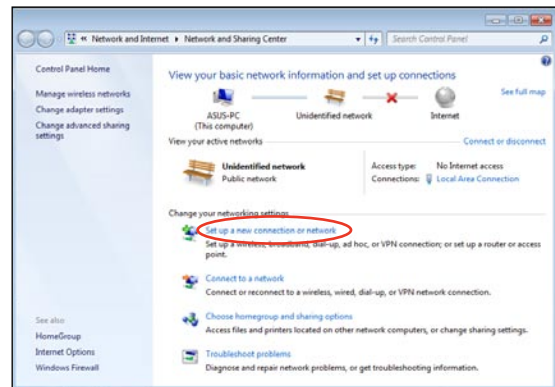 « Network and Internet ▸ Network and Sharing Center
Search Control Panel
Control Panel Home
Manage wireless networks
Change adapter settings
Change advanced sharing
settings
See also
HomeGroup
Internet Options
Windows Firewall
View your basic network information and set up connections
See full map
ASUS-PC
(This computer)
Unidentified network
Internet
View your active networks
Connect or disconnect
Unidentified network
Public network
Access type: No Internet access
Connections: Local Area Connection
Change your networking settings
Set up a new connection or network
Set up a wireless, broadband, dial-up, ad hoc, or VPN connection; or set up a router or access
point.
Connect to a network
Connect or reconnect to a wireless, wired, dial-up, or VPN network connection.
Choose homegroup and sharing options
Access files and printers located on other network computers, or change sharing settings.
Troubleshoot problems
Diagnose and repair network problems, or get troubleshooting information.